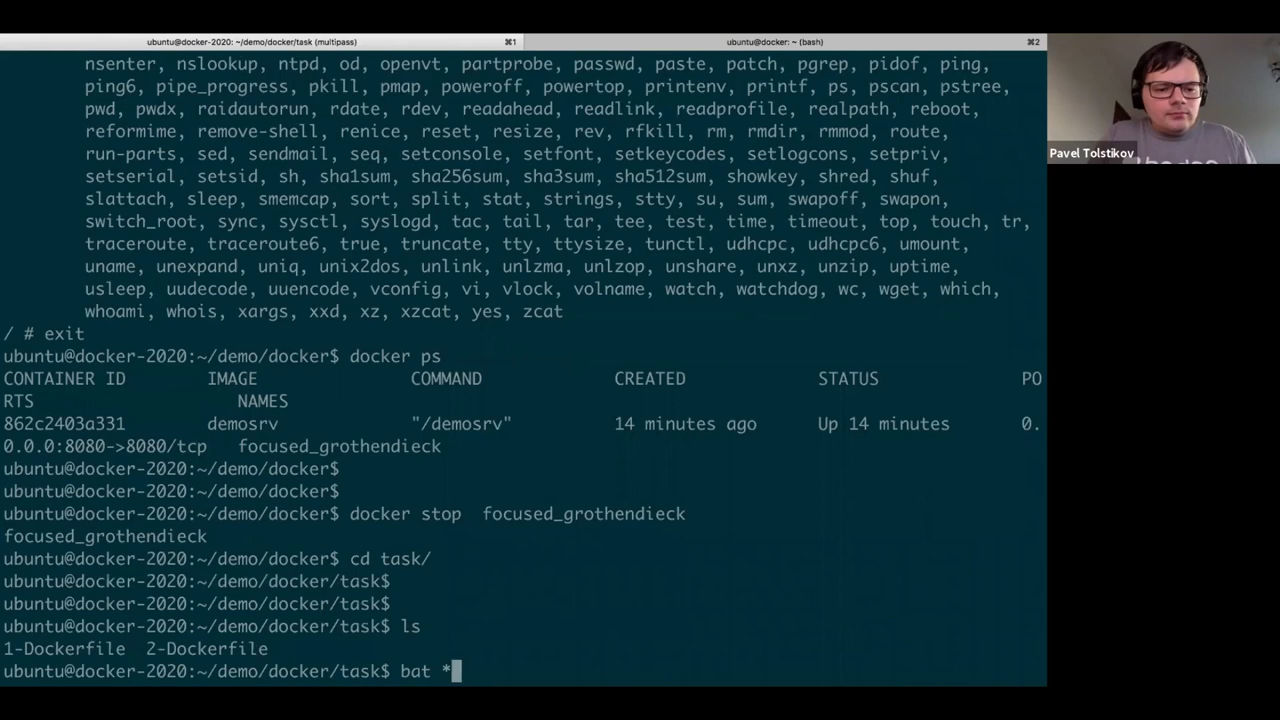 ubuntu@docker-2020: ~/demo/docker/task (multipass) ⌘1 ubuntu@docker: ~ (bash) ⌘2
nsenter, nslookup, ntpd, od, openvt, partprobe, passwd, paste, patch, pgrep, pidof, ping,
ping6, pipe_progress, pkill, pmap, poweroff, powertop, printenv, printf, ps, pscan, pstree,
pwd, pwdx, raidautorun, rdate, rdev, readahead, readlink, readprofile, realpath, reboot,
reformime, remove-shell, renice, reset, resize, rev, rfkill, rm, rmdir, rmmod, route,
run-parts, sed, sendmail, seq, setconsole, setfont, setkeycodes, setlogcons, setpriv,
setserial, setsid, sh, sha1sum, sha256sum, sha3sum, sha512sum, showkey, shred, shuf,
slattach, sleep, smemcap, sort, split, stat, strings, stty, su, sum, swapoff, swapon,
switch_root, sync, sysctl, syslogd, tac, tail, tar, tee, test, time, timeout, top, touch, tr,
traceroute, traceroute6, true, truncate, tty, ttysize, tunctl, udhcpc, udhcpc6, umount,
uname, unexpand, uniq, unix2dos, unlink, unlzma, unlzop, unshare, unxz, unzip, uptime,
usleep, uudecode, uuencode, vconfig, vi, vlock, volname, watch, watchdog, wc, wget, which,
whoami, whois, xargs, xxd, xz, xzcat, yes, zcat
/ # exit
ubuntu@docker-2020:~/demo/docker$ docker ps
CONTAINER ID IMAGE COMMAND CREATED STATUS PO
RTS NAMES
862c2403a331 demosrv "/demosrv" 14 minutes ago Up 14 minutes 0.
0.0.0:8080->8080/tcp focused_grothendieck
ubuntu@docker-2020:~/demo/docker$
ubuntu@docker-2020:~/demo/docker$
ubuntu@docker-2020:~/demo/docker$ docker stop focused_grothendieck
focused_grothendieck
ubuntu@docker-2020:~/demo/docker$ cd task/
ubuntu@docker-2020:~/demo/docker/task$
ubuntu@docker-2020:~/demo/docker/task$
ubuntu@docker-2020:~/demo/docker/task$ ls
1-Dockerfile 2-Dockerfile
ubuntu@docker-2020:~/demo/docker/task$ bat *
Pavel Tolstikov